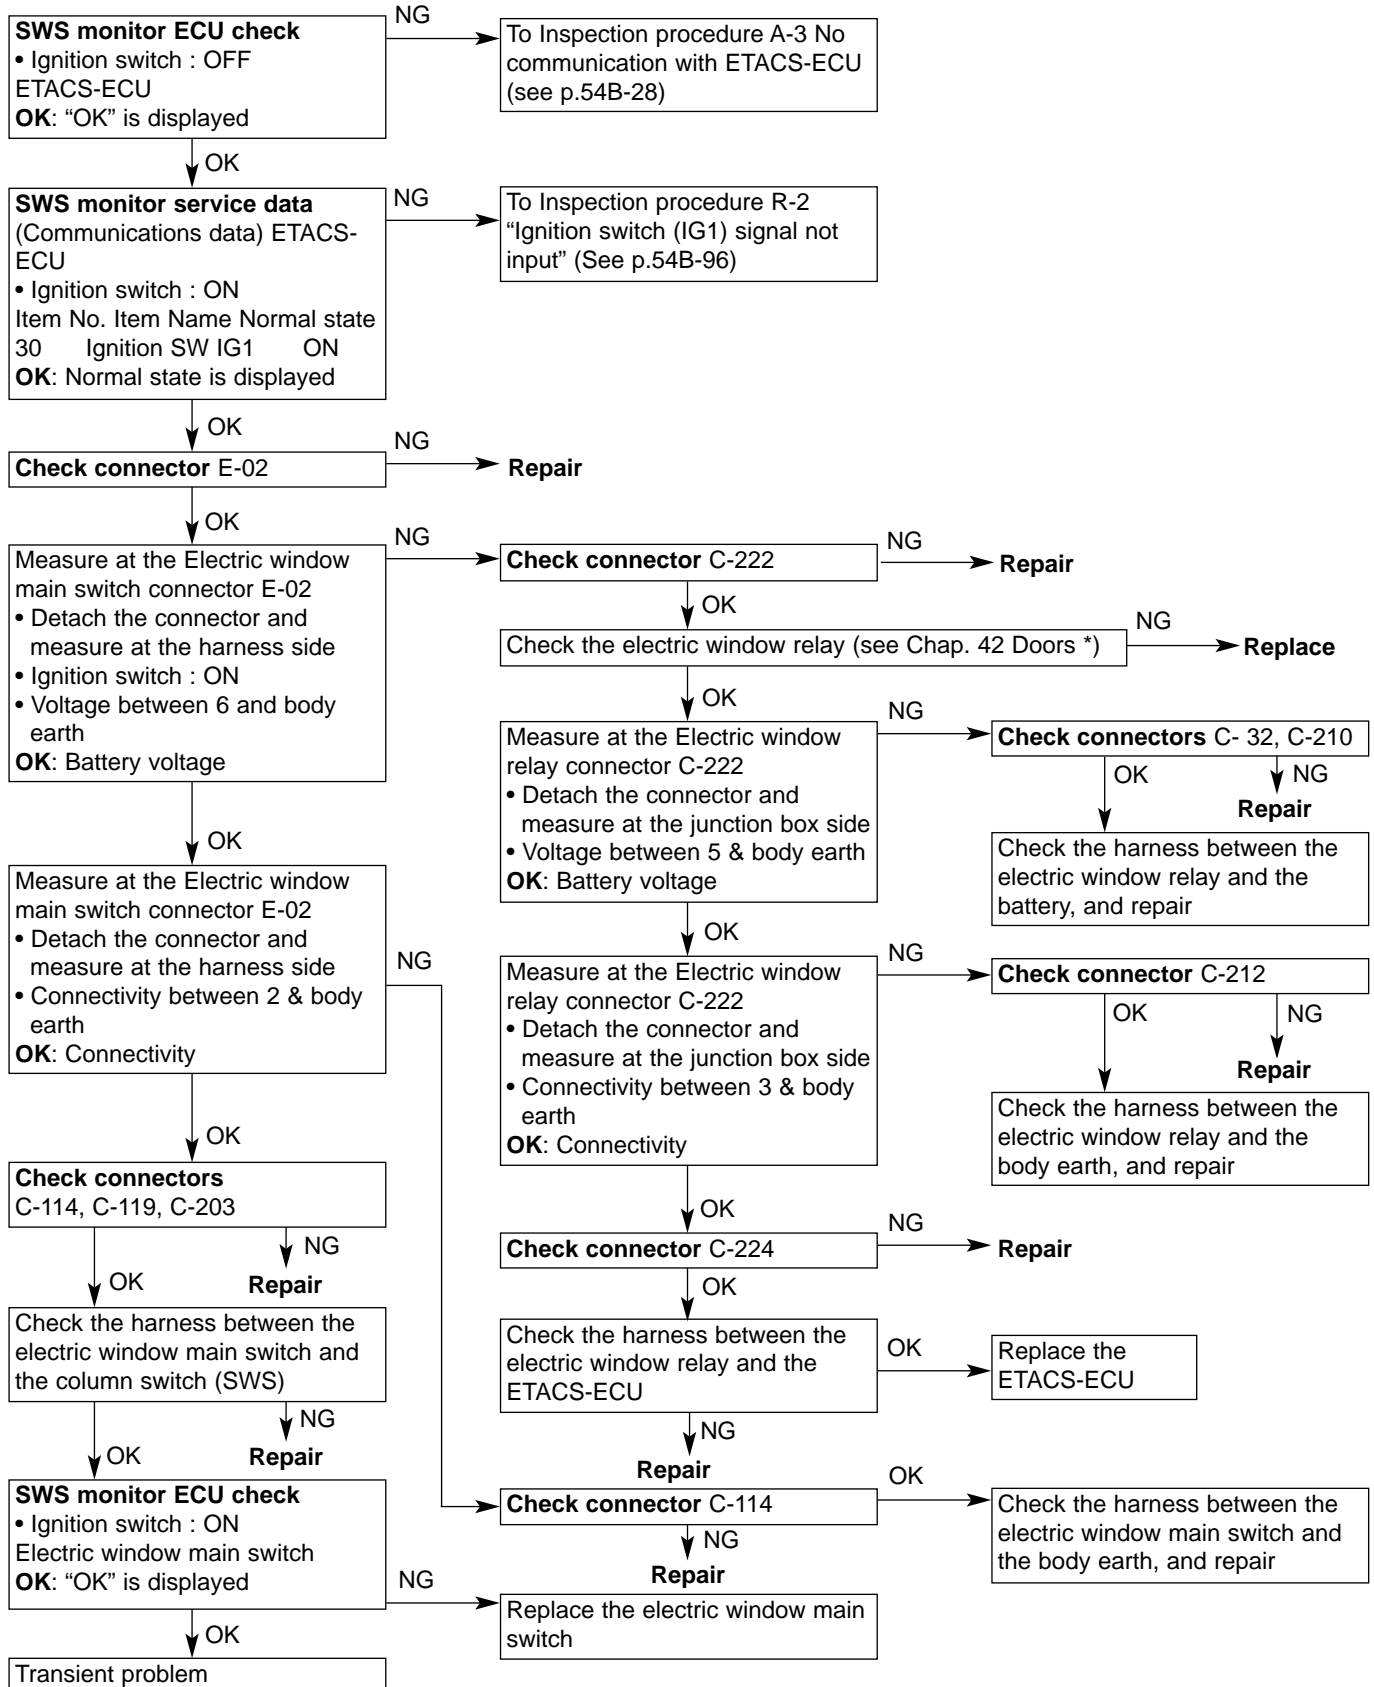 SWS monitor ECU check
• Ignition switch : OFF
ETACS-ECU
OK: “OK” is displayed
NG
To Inspection procedure A-3 No
communication with ETACS-ECU
(see p.54B-28)
OK
SWS monitor service data
(Communications data) ETACS-
ECU
• Ignition switch : ON
Item No. Item Name Normal state
30 Ignition SW IG1 ON
OK: Normal state is displayed
NG
To Inspection procedure R-2
“Ignition switch (IG1) signal not
input” (See p.54B-96)
OK
Check connector E-02
NG
Repair
OK
Measure at the Electric window
main switch connector E-02
• Detach the connector and
measure at the harness side
• Ignition switch : ON
• Voltage between 6 and body
earth
OK: Battery voltage
NG
Check connector C-222
NG
Repair
OK
Check the electric window relay (see Chap. 42 Doors *)
NG
Replace
OK
Measure at the Electric window
relay connector C-222
• Detach the connector and
measure at the junction box side
• Voltage between 5 & body earth
OK: Battery voltage
NG
Check connectors C- 32, C-210
OK
NG
Repair
Check the harness between the
electric window relay and the
battery, and repair
OK
Measure at the Electric window
main switch connector E-02
• Detach the connector and
measure at the harness side
• Connectivity between 2 & body
earth
OK: Connectivity
NG
OK
Measure at the Electric window
relay connector C-222
• Detach the connector and
measure at the junction box side
• Connectivity between 3 & body
earth
OK: Connectivity
NG
Check connector C-212
OK
NG
Repair
Check the harness between the
electric window relay and the
body earth, and repair
OK
Check connectors
C-114, C-119, C-203
OK
NG
Repair
OK
Check connector C-224
NG
Repair
OK
Check the harness between the
electric window main switch and
the column switch (SWS)
OK
NG
Repair
Check the harness between the
electric window relay and the
ETACS-ECU
OK
Replace the
ETACS-ECU
NG
Repair
SWS monitor ECU check
• Ignition switch : ON
Electric window main switch
OK: “OK” is displayed
NG
Check connector C-114
OK
Check the harness between the
electric window main switch and
the body earth, and repair
NG
Repair
Replace the electric window main
switch
OK
Transient problem